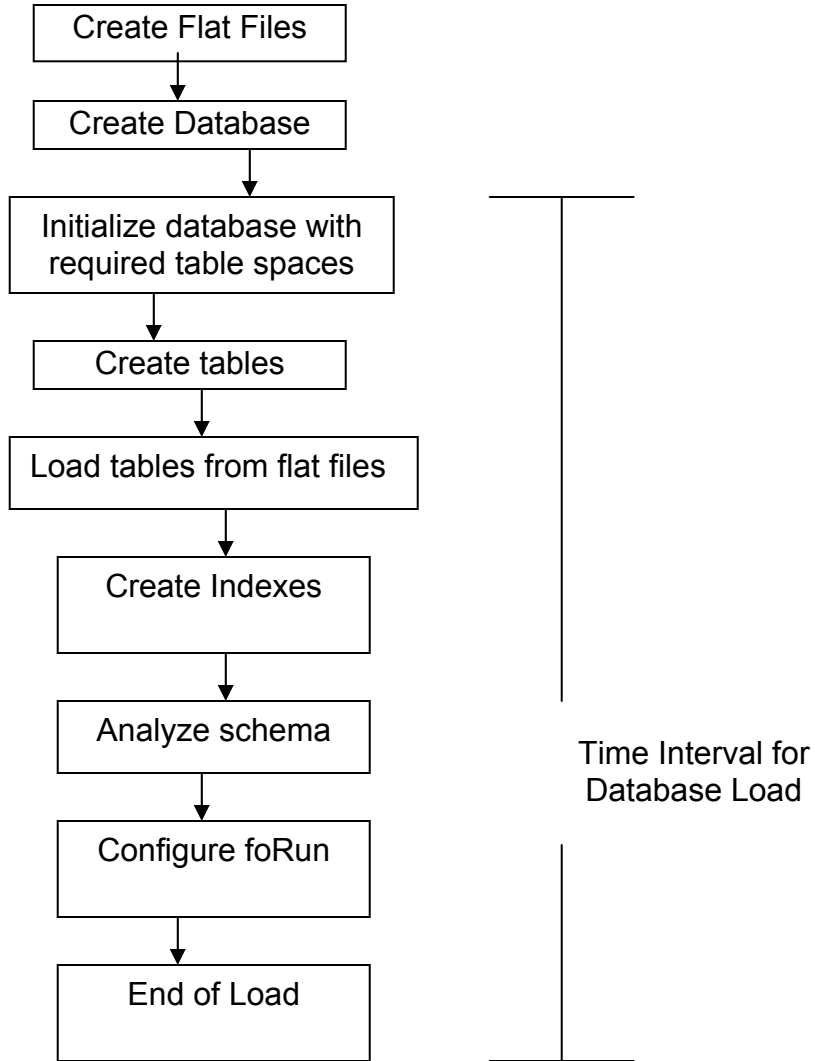 Create Flat Files
Create Database
Initialize database with
required table spaces
Create tables
Load tables from flat files
Create Indexes
Analyze schema
Time Interval for
Database Load
Configure foRun
End of Load